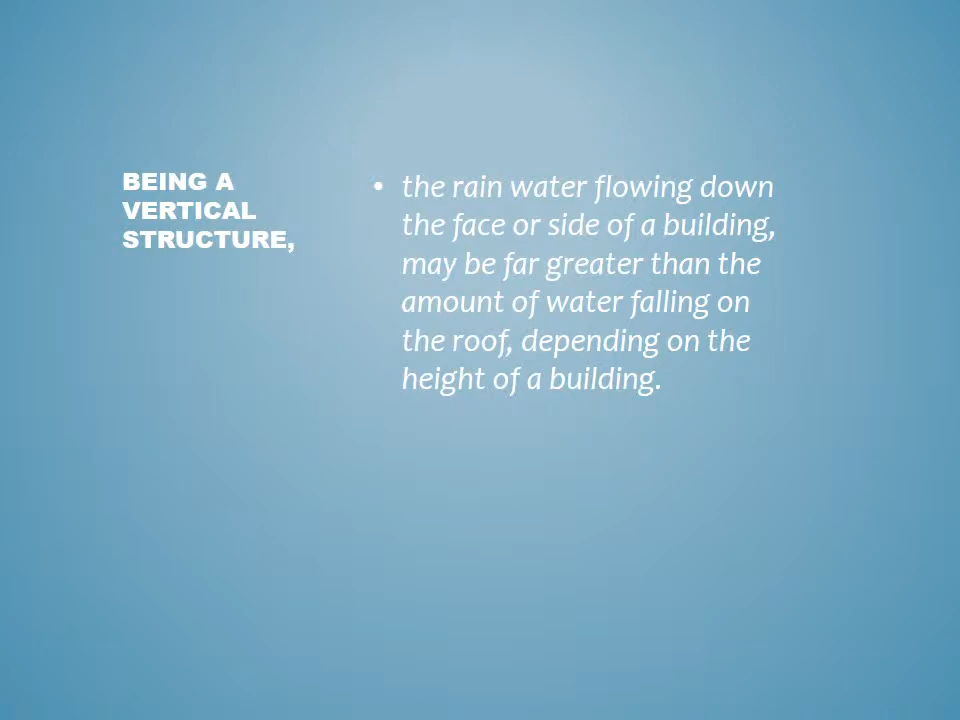 BEING A
VERTICAL
STRUCTURE,
• the rain water flowing down
the face or side of a building,
may be far greater than the
amount of water falling on
the roof, depending on the
height of a building.